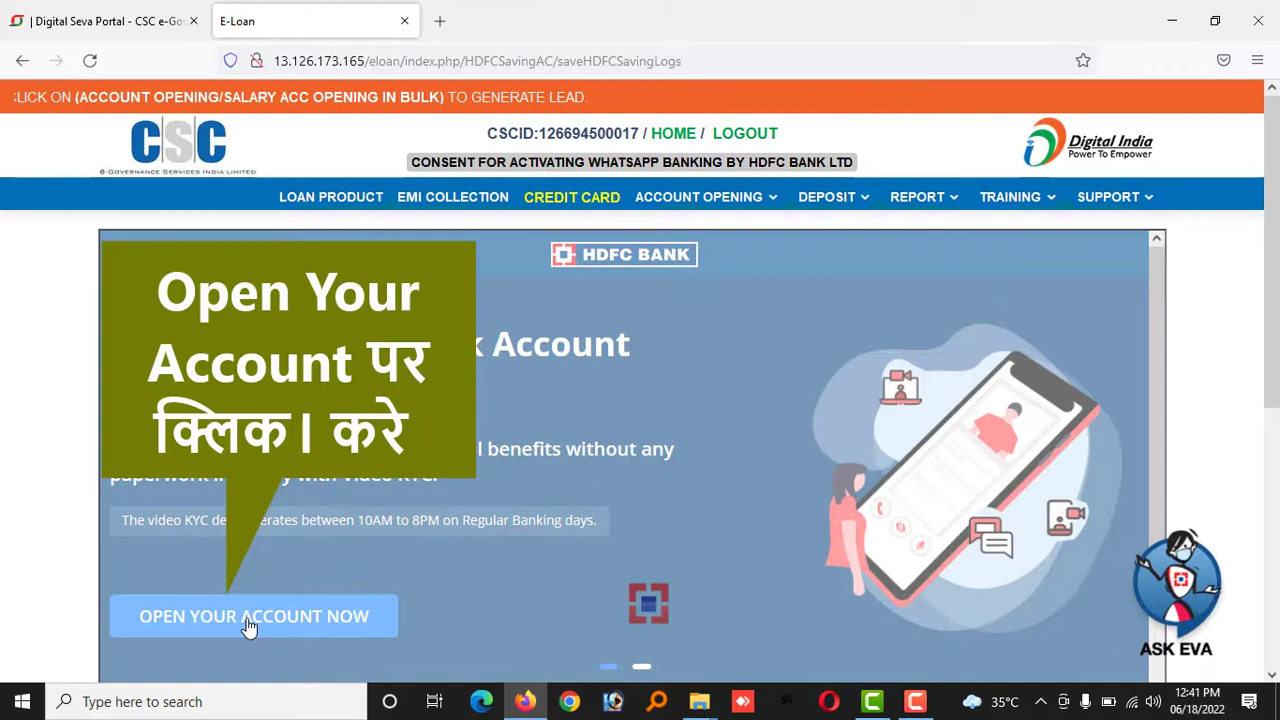 | Digital Seva Portal - CSC e-Go
E-Loan
13.126.173.165/eloan/index.php/HDFCSavingAC/saveHDFCSavingLogs
LICK ON (ACCOUNT OPENING/SALARY ACC OPENING IN BULK) TO GENERATE LEAD.
CSC
e-GOVERNANCE SERVICES INDIA LIMITED
CSCID:126694500017 / HOME / LOGOUT
CONSENT FOR ACTIVATING WHATSAPP BANKING BY HDFC BANK LTD
Digital India
Power To Empower
LOAN PRODUCT EMI COLLECTION CREDIT CARD ACCOUNT OPENING DEPOSIT REPORT TRAINING SUPPORT
HDFC BANK
Open Your
Account पर
क्लिक। करे
Account
benefits without any
The video KYC de erates between 10AM to 8PM on Regular Banking days.
OPEN YOUR ACCOUNT NOW
ASK EVA
Type here to search
35°C
12:41 PM
06/18/2022